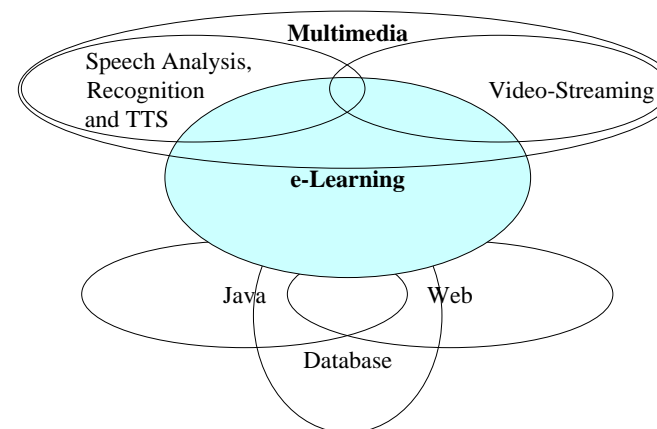 Multimedia
Speech Analysis,
Recognition
and TTS
Video-Streaming
e-Learning
Java
Web
Database